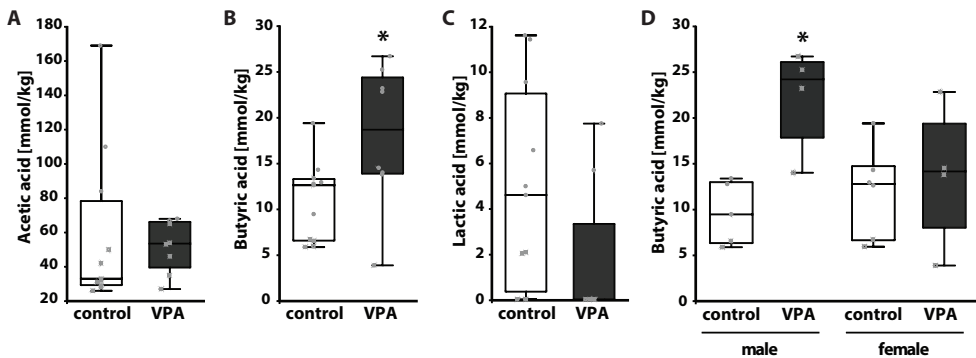 A
Acetic acid [mmol/kg]
180
160
140
120
100
80
60
40
20
control VPA
B
Butyric acid [mmol/kg]
30
25
20
15
10
5
0
*
control VPA
C
Lactic acid [mmol/kg]
12
10
8
6
4
2
0
control VPA
D
Butyric acid [mmol/kg]
30
25
20
15
10
5
0
*
control VPA control VPA
male female